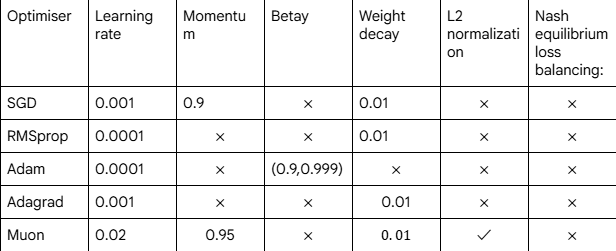 Optimiser Learning rate Momentu m Betay Weight decay L2 normalizati on Nash equilibrium loss balancing:
SGD 0.001 0.9 × 0.01 × ×
RMSprop 0.0001 × × 0.01 × ×
Adam 0.0001 × (0.9,0.999) × × ×
Adagrad 0.001 × × 0.01 × ×
Muon 0.02 0.95 × 0.01 ✓ ×